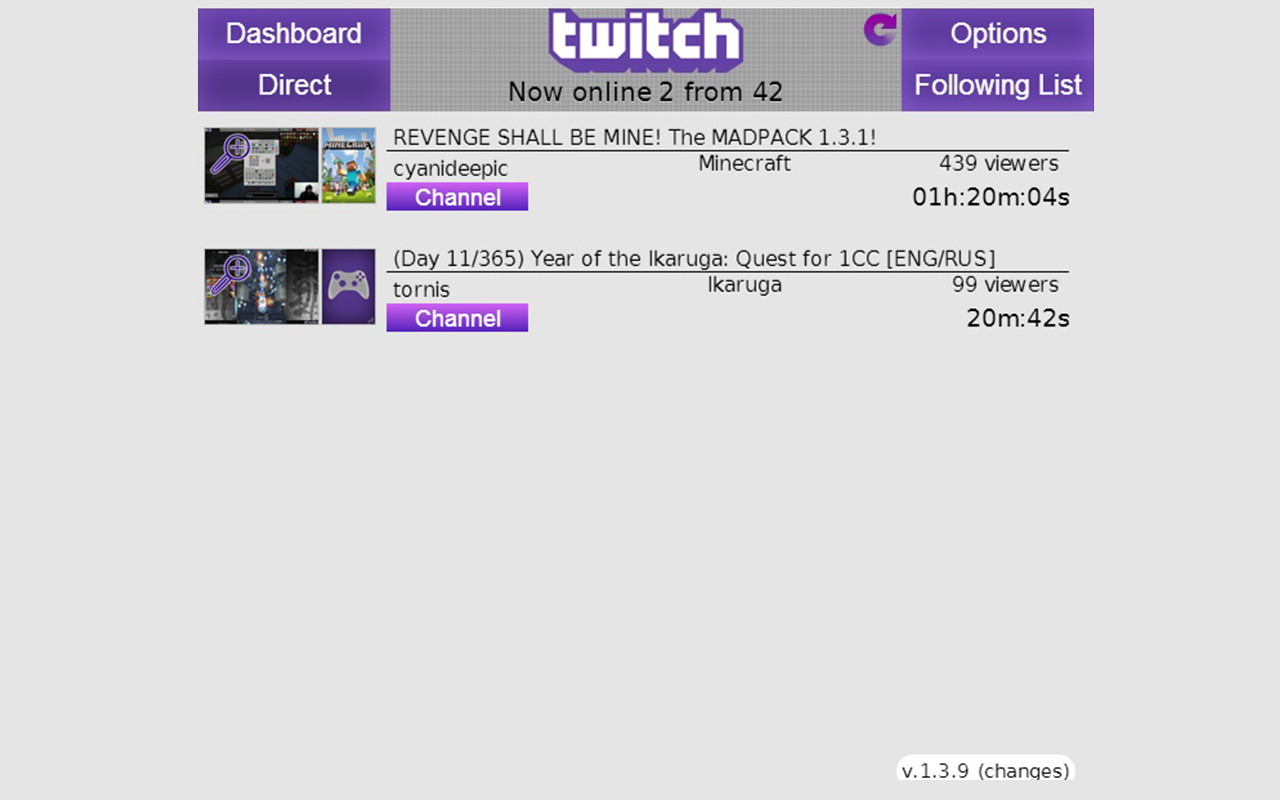 Dashboard
Direct
twitch
Now online 2 from 42
Options
Following List
REVENGE SHALL BE MINE! The MADPACK 1.3.1!
cyanideepic
Minecraft
439 viewers
Channel
01h:20m:04s
MINECRAFT
(Day 11/365) Year of the Ikaruga: Quest for 1CC [ENG/RUS]
tornis
Ikaruga
99 viewers
Channel
20m:42s
v.1.3.9 (changes)